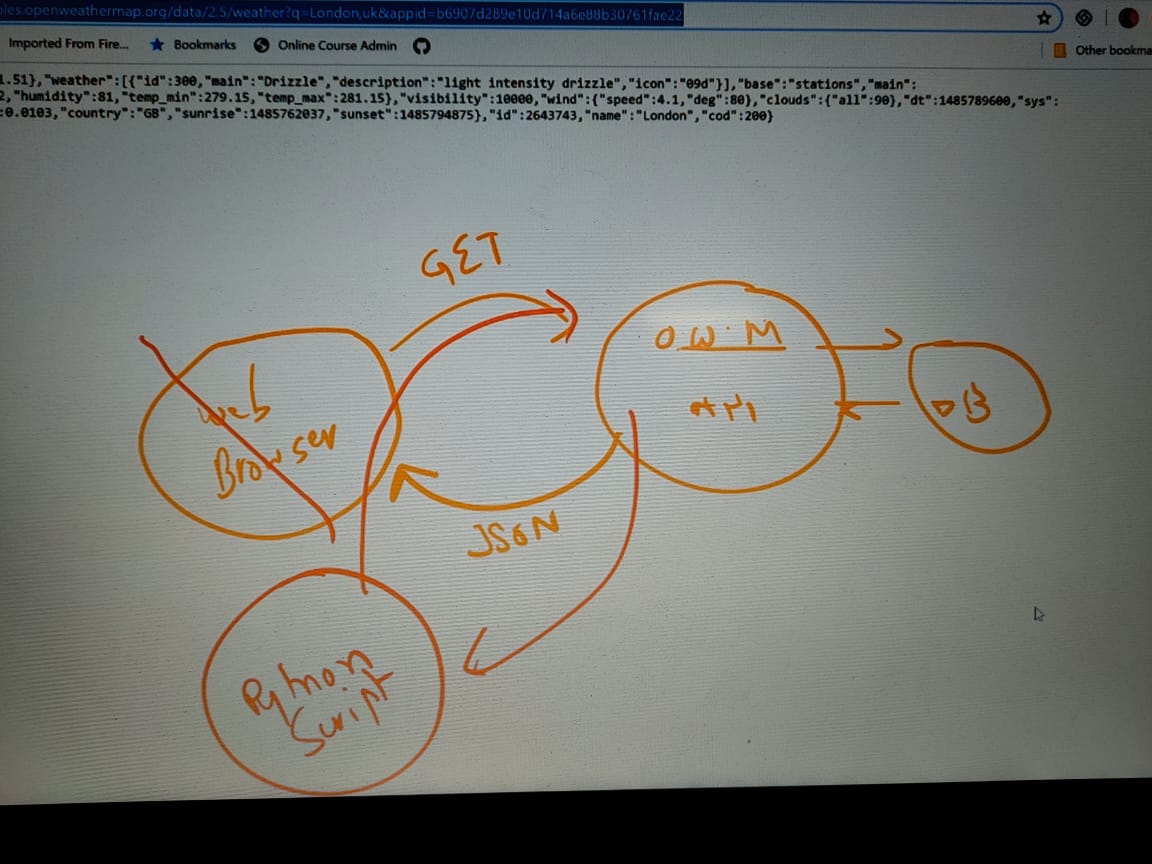 ples.openweathermap.org/data/2.5/weather?q=London,uk&appid=b6907d289e10d714a6e88b30761fae22
Imported From Fire... Bookmarks Online Course Admin Other bookma
1.51},"weather":[{"id":300,"main":"Drizzle","description":"light intensity drizzle","icon":"09d"}],"base":"stations","main":
2,"humidity":81,"temp_min":279.15,"temp_max":281.15},"visibility":10000,"wind":{"speed":4.1,"deg":80},"clouds":{"all":90},"dt":1485789600,"sys":
:0.0103,"country":"GB","sunrise":1485762037,"sunset":1485794875},"id":2643743,"name":"London","cod":200}
GET
O.W.M
API
DB
Web
Browser
JSON
Python
Script